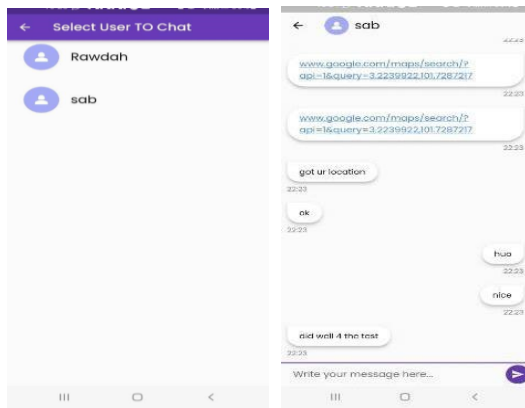 Select User TO Chat
Rawdah
sab
sab
22:23
www.google.com/maps/search/?
api=1&query=3.2239922,101.7287217
22:23
www.google.com/maps/search/?
api=1&query=3.2239922,101.7287217
22:23
got ur location
22:23
ok
22:23
hua
22:23
nice
22:23
did well 4 the test
22:23
Write your message here...